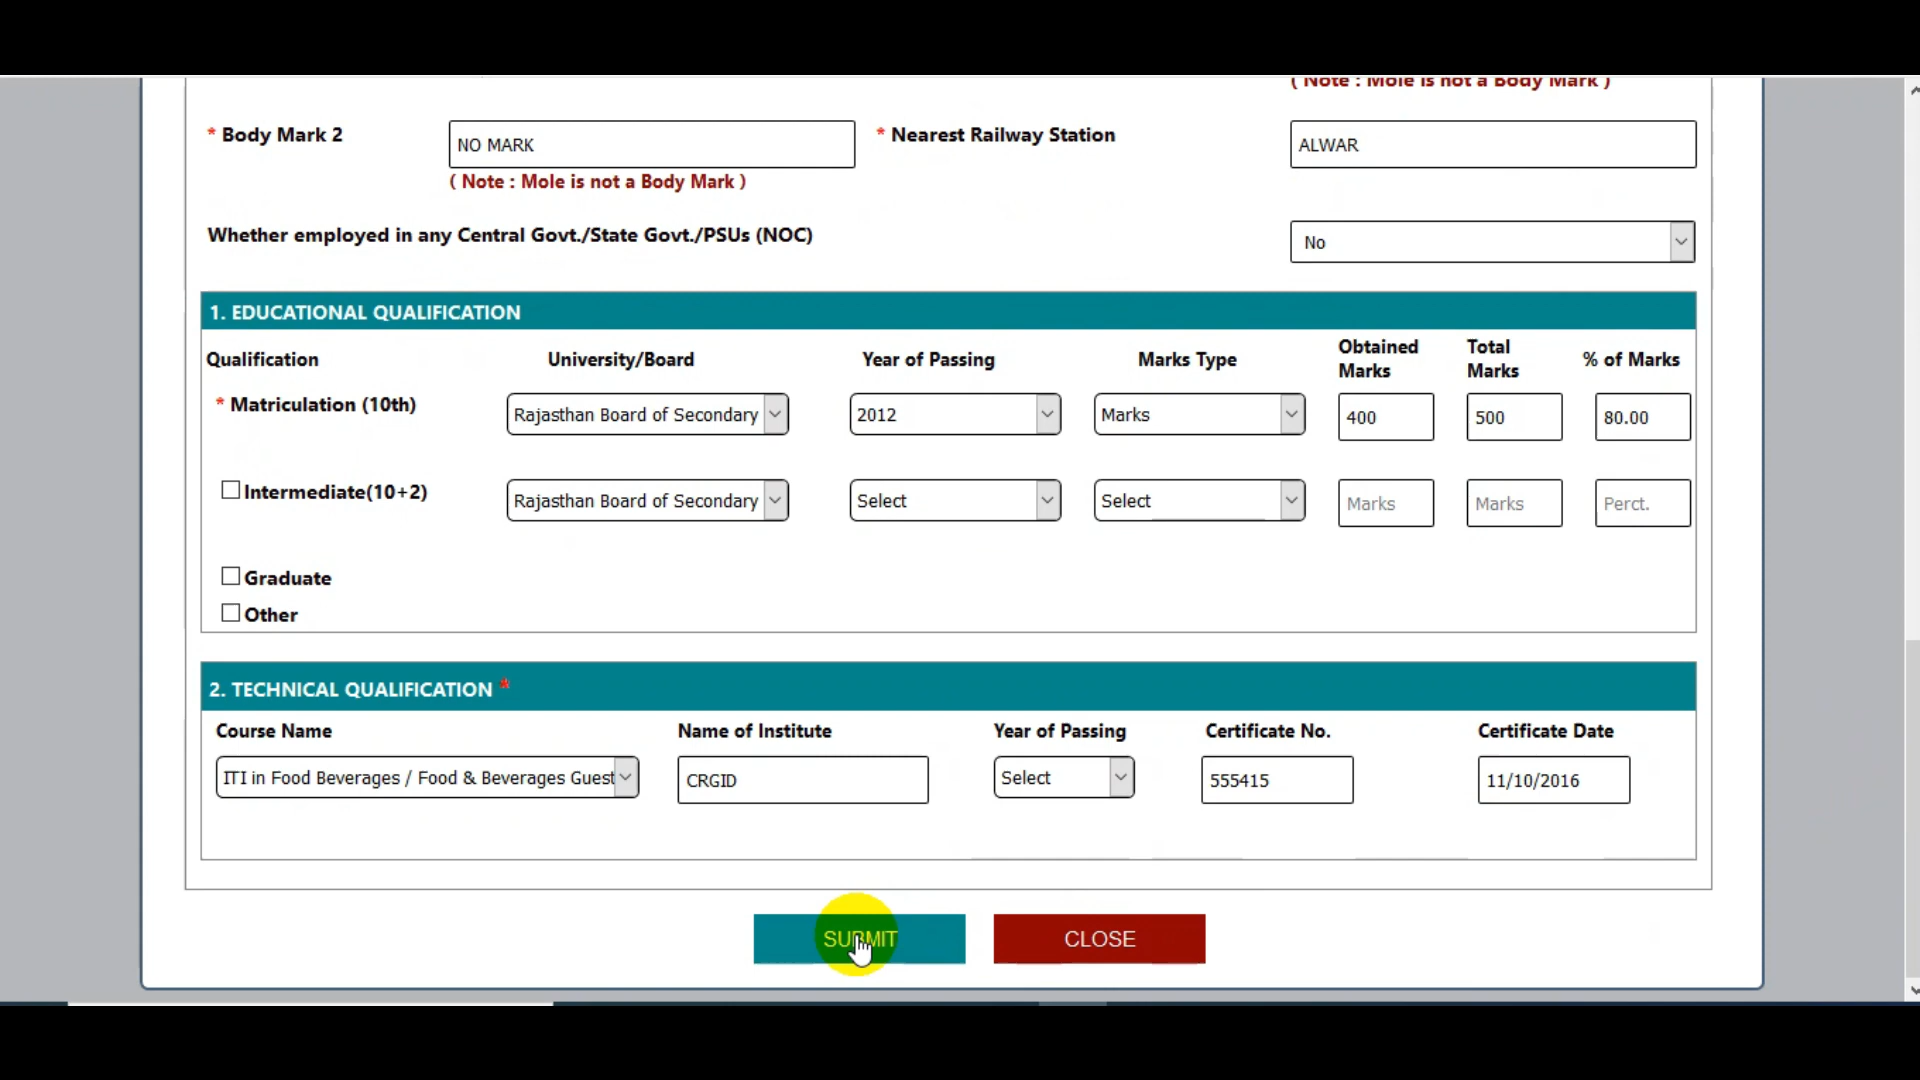 ( Note : Mole is not a Body Mark )
* Body Mark 2 NO MARK * Nearest Railway Station ALWAR
( Note : Mole is not a Body Mark )
Whether employed in any Central Govt./State Govt./PSUs (NOC) No
1. EDUCATIONAL QUALIFICATION
Qualification University/Board Year of Passing Marks Type Obtained Marks Total Marks % of Marks
* Matriculation (10th) Rajasthan Board of Secondary 2012 Marks 400 500 80.00
Intermediate(10+2) Rajasthan Board of Secondary Select Select Marks Marks Perct.
Graduate
Other
2. TECHNICAL QUALIFICATION *
Course Name Name of Institute Year of Passing Certificate No. Certificate Date
ITI in Food Beverages / Food & Beverages Guest CRGID Select 555415 11/10/2016
SUBMIT CLOSE